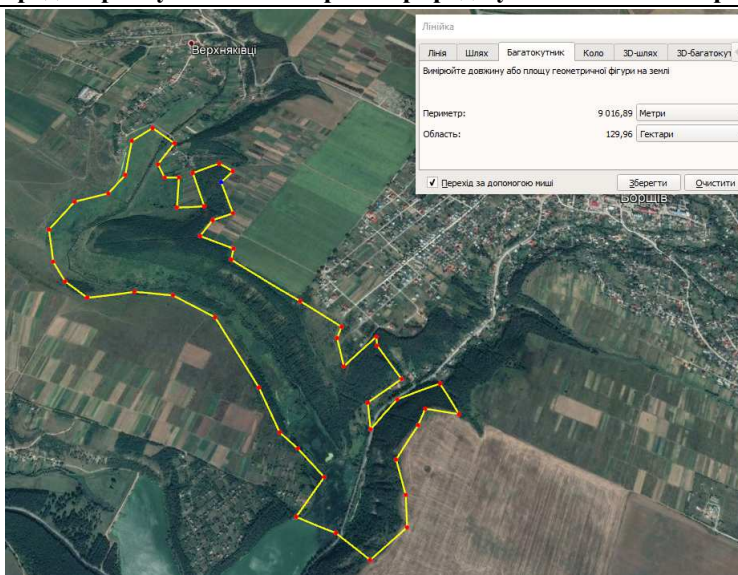 Лінійка
Лінія Шлях Багатокутник Коло 3D-шлях 3D-багатокут
Вимірюйте довжину або площу геометричної фігури на землі
Периметр: 9 016,89 Метри
Область: 129,96 Гектари
Перехід за допомогою миші Зберегти Очистити
Верхняківці
Борщів